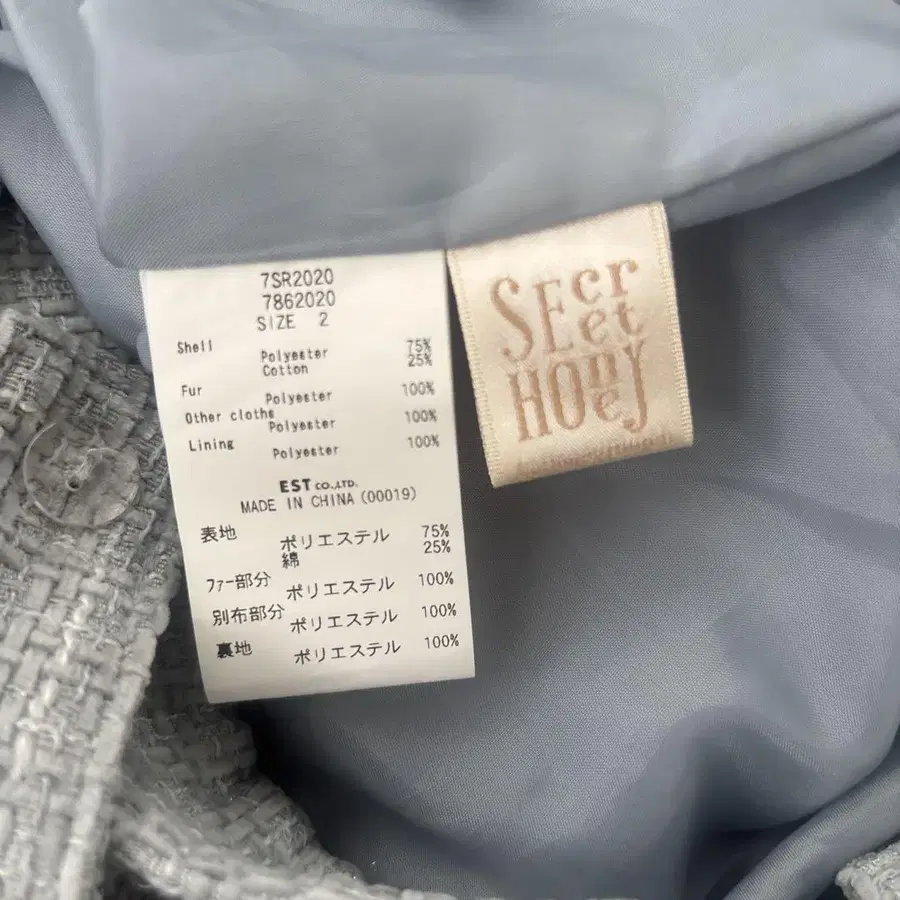 7SR2020
7862020
SIZE 2
Shell Polyester 75%
Cotton 25%
Fur Polyester 100%
Other cloths Polyester 100%
Lining Polyester 100%
EST CO.,LTD.
MADE IN CHINA (00019)
表地 ポリエステル 75%
綿 25%
ファー部分 ポリエステル 100%
別布部分 ポリエステル 100%
裏地 ポリエステル 100%
SEcret
HOneJ